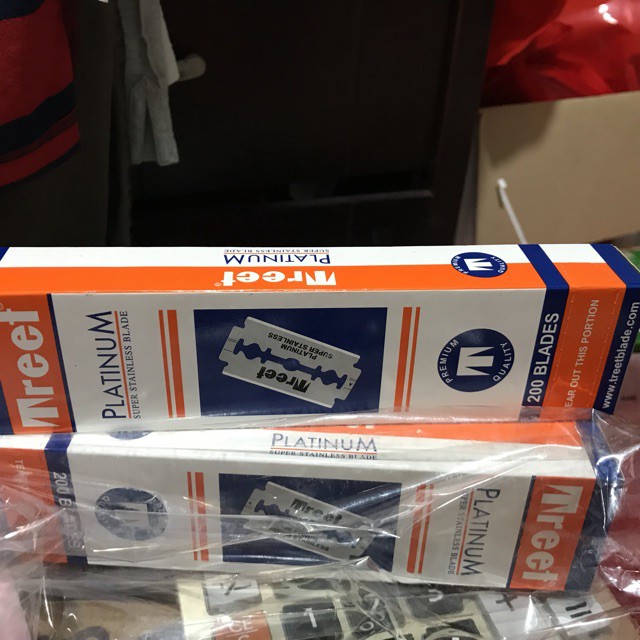 PLATINUM
SUPER STAINLESS BLADE
Treet®
Treet
PLATINUM
SUPER STAINLESS BLADE
PLATINUM
SUPER STAINLESS
Treet
PREMIUM
QUALITY
200 BLADES
TEAR OUT THIS PORTION
www.treetblade.com
PLATINUM
SUPER STAINLESS BLADE
200 BLADES
PLATINUM
SUPER STAINLESS BLADE
Treet